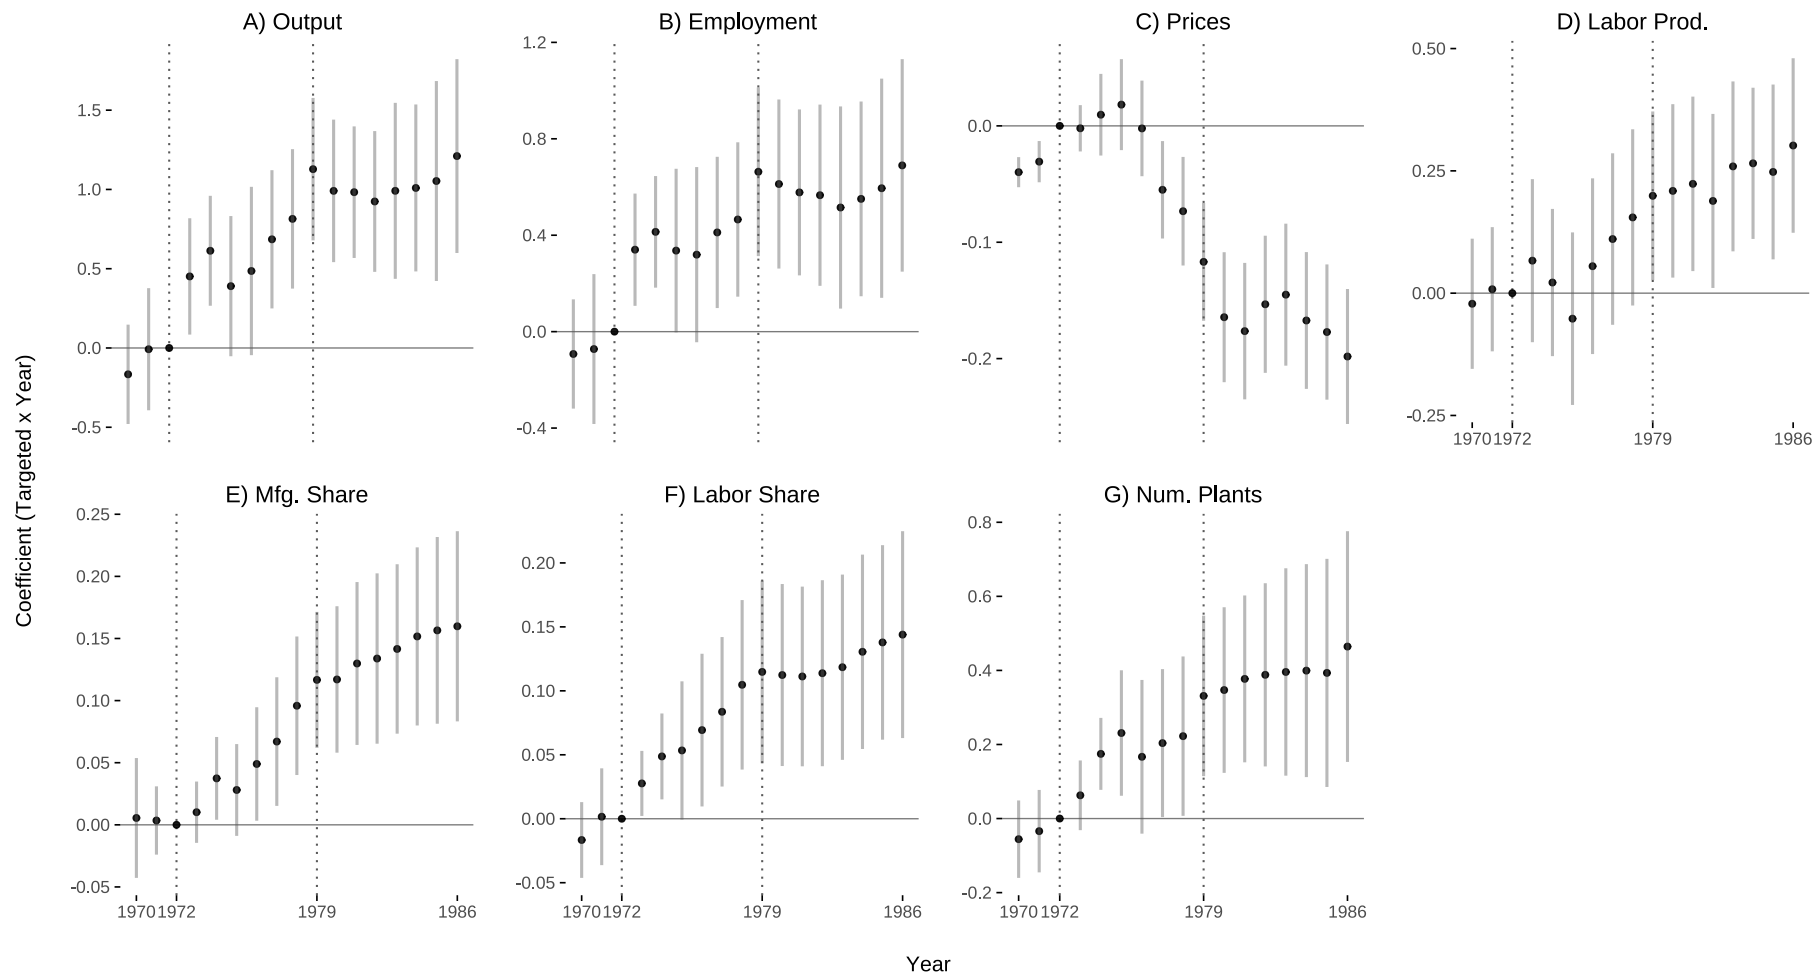 A) Output
B) Employment
C) Prices
D) Labor Prod.
1.5
1.0
0.5
0.0
-0.5
1.2
0.8
0.4
0.0
-0.4
0.0
-0.1
-0.2
0.50
0.25
0.00
-0.25
1970 1972 1979 1986
Coefficient (Targeted x Year)
E) Mfg. Share
F) Labor Share
G) Num. Plants
0.25
0.20
0.15
0.10
0.05
0.00
-0.05
1970 1972 1979 1986
0.20
0.15
0.10
0.05
0.00
-0.05
1970 1972 1979 1986
0.8
0.6
0.4
0.2
0.0
-0.2
1970 1972 1979 1986
Year